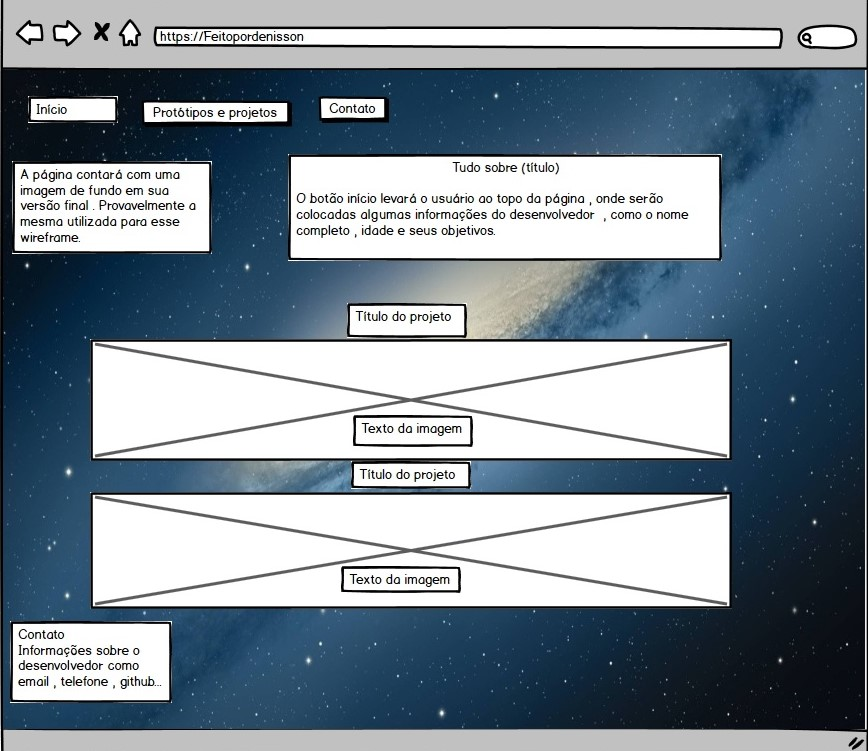 https://Feitopordenisson
Início
Protótipos e projetos
Contato
A página contará com uma
imagem de fundo em sua
versão final . Provavelmente a
mesma utilizada para esse
wireframe.
Tudo sobre (título)
O botão início levará o usuário ao topo da página , onde serão
colocadas algumas informações do desenvolvedor , como o nome
completo , idade e seus objetivos.
Título do projeto
Texto da imagem
Título do projeto
Texto da imagem
Contato
Informações sobre o
desenvolvedor como
email , telefone , github...